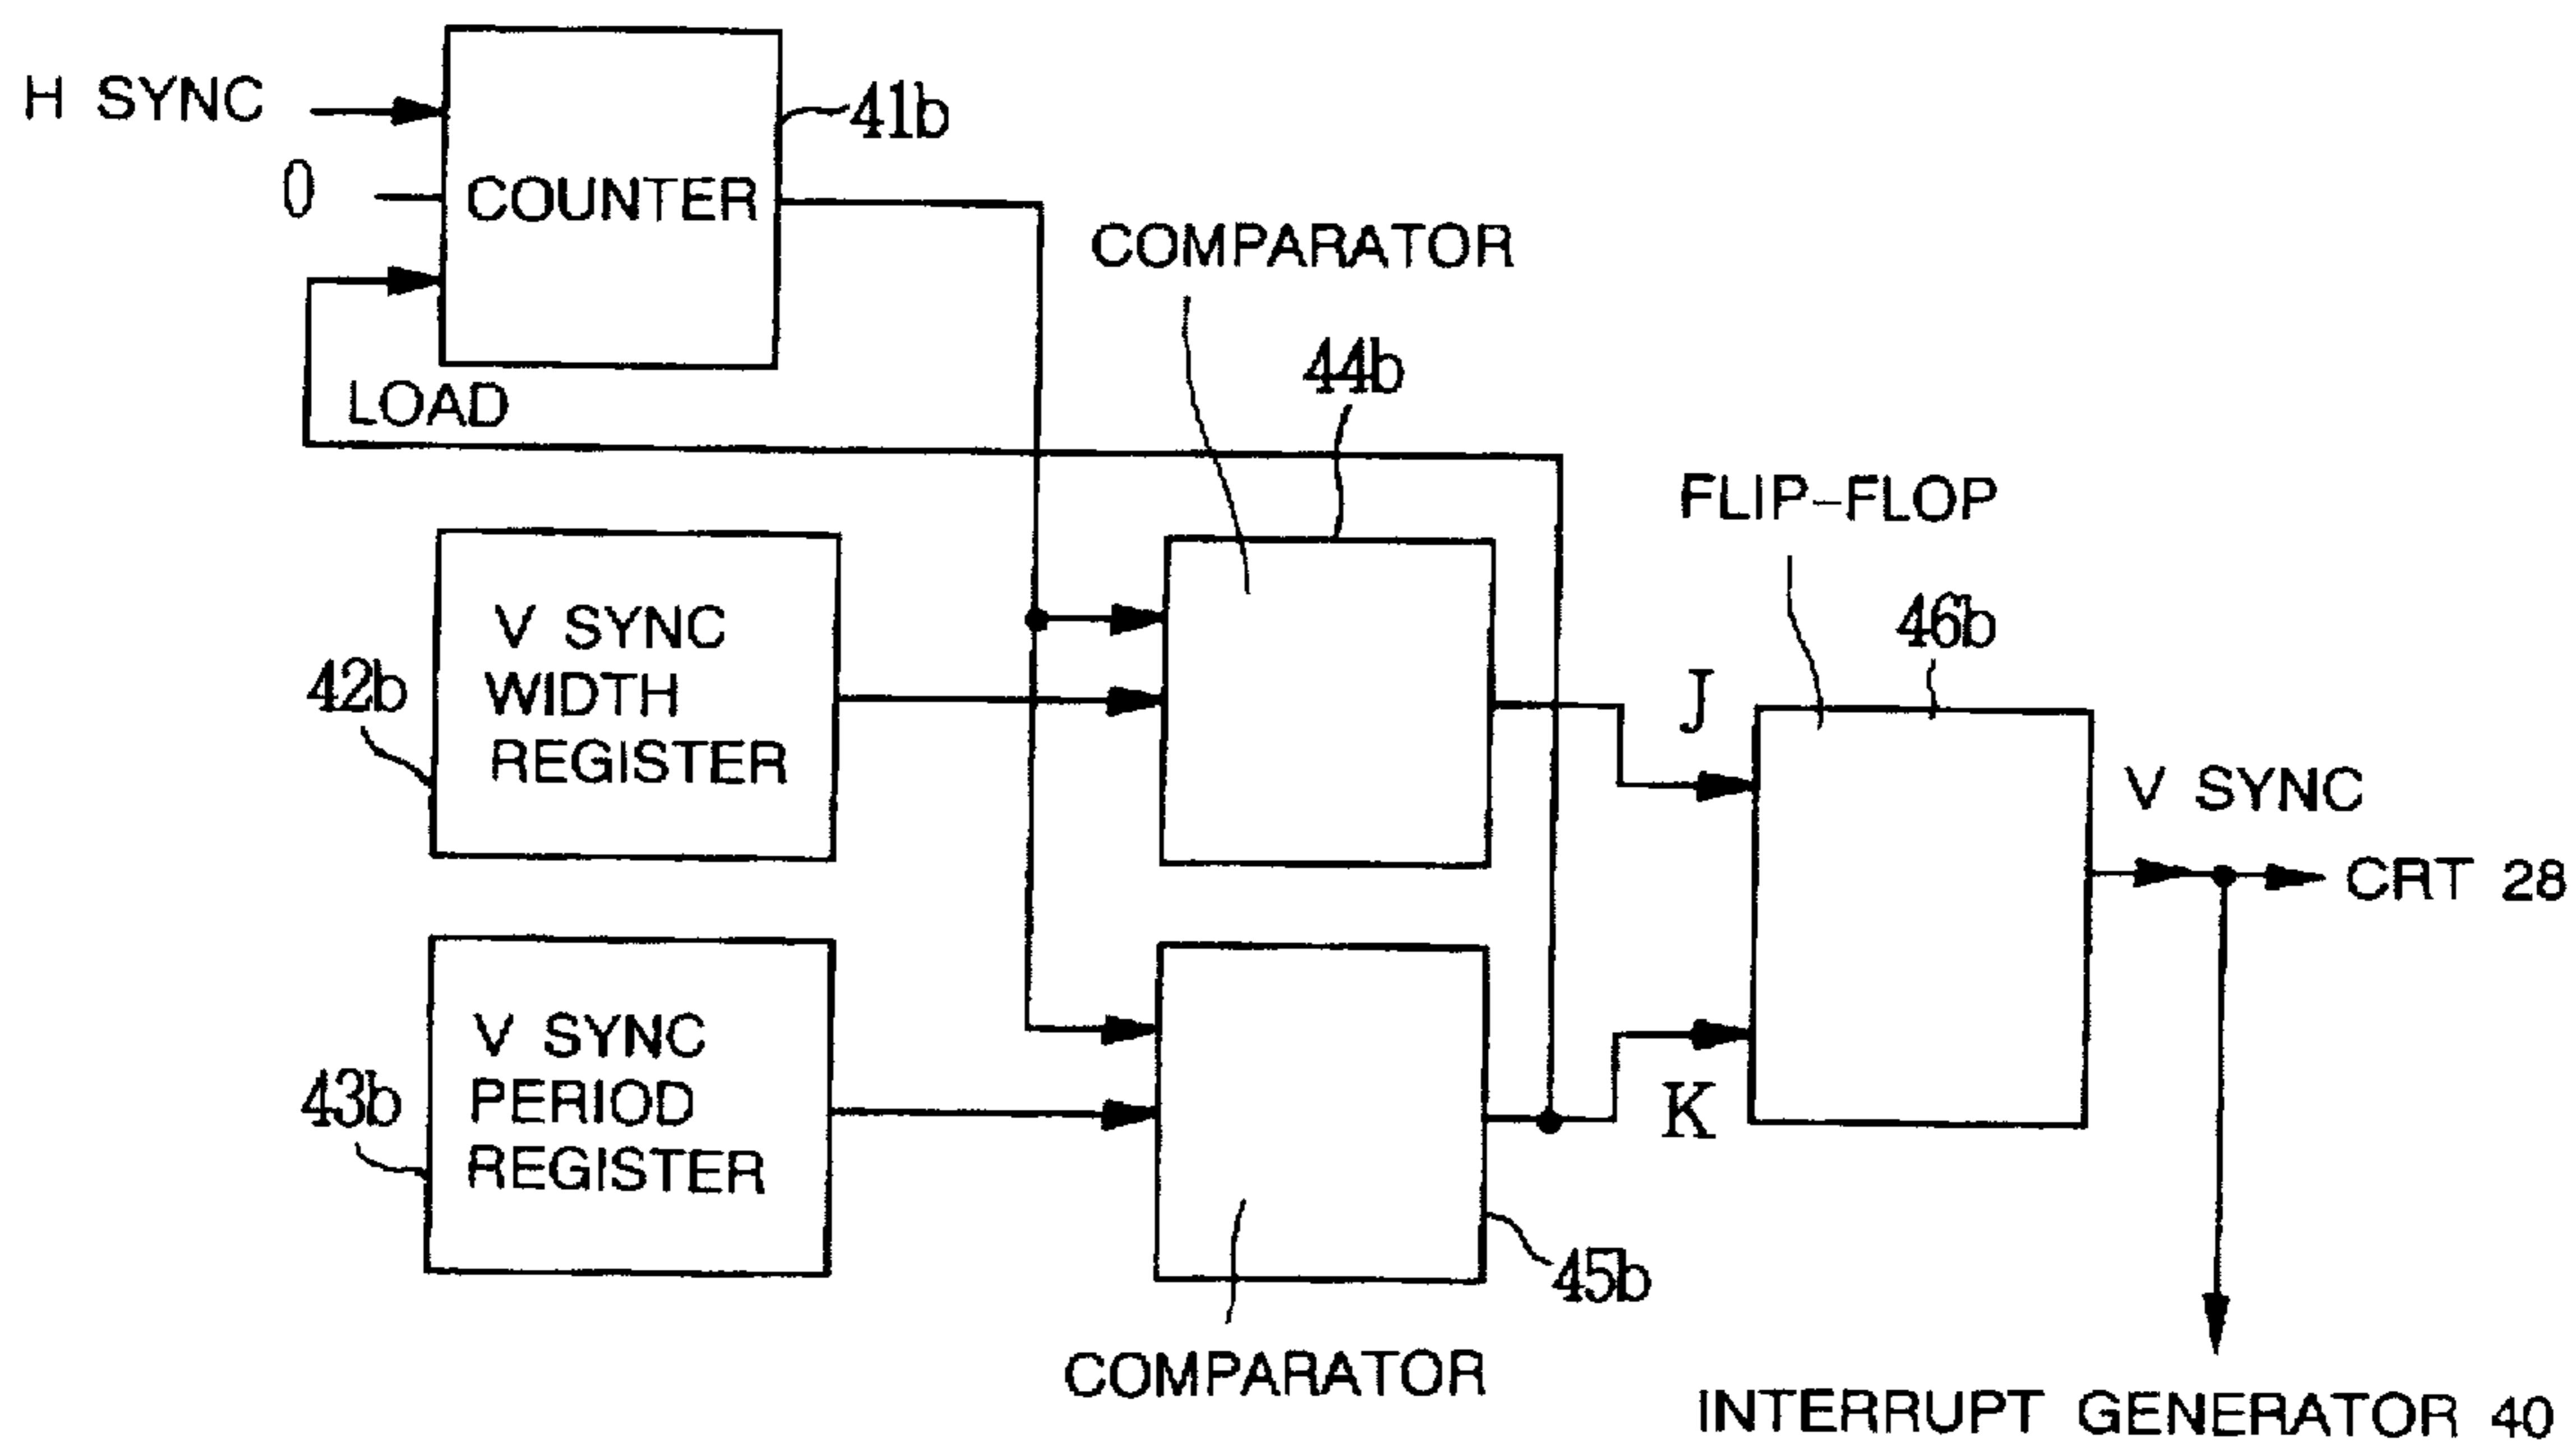 H SYNC
0
COUNTER
41b
LOAD
COMPARATOR
44b
FLIP-FLOP
46b
V SYNC
WIDTH
REGISTER
42b
J
V SYNC
CRT 28
V SYNC
PERIOD
REGISTER
43b
K
45b
COMPARATOR
INTERRUPT GENERATOR 40